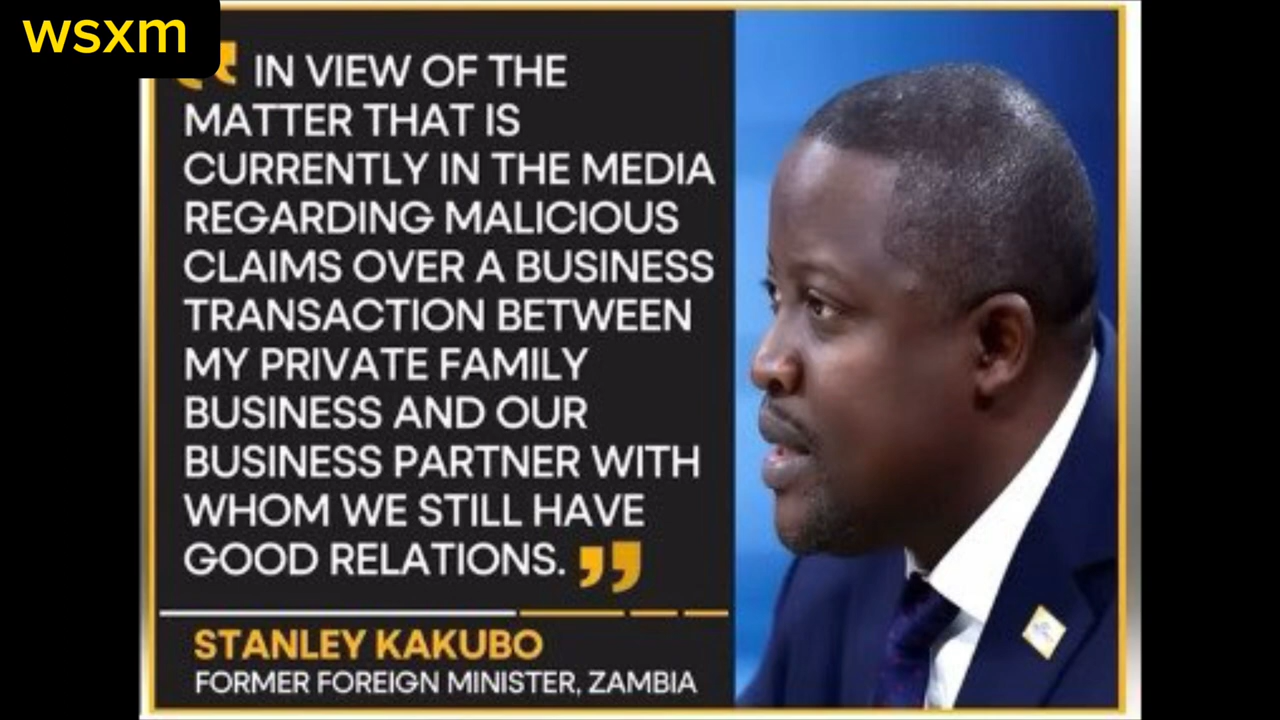 wsxm
IN VIEW OF THE
MATTER THAT IS
CURRENTLY IN THE MEDIA
REGARDING MALICIOUS
CLAIMS OVER A BUSINESS
TRANSACTION BETWEEN
MY PRIVATE FAMILY
BUSINESS AND OUR
BUSINESS PARTNER WITH
WHOM WE STILL HAVE
GOOD RELATIONS.”
STANLEY KAKUBO
FORMER FOREIGN MINISTER, ZAMBIA